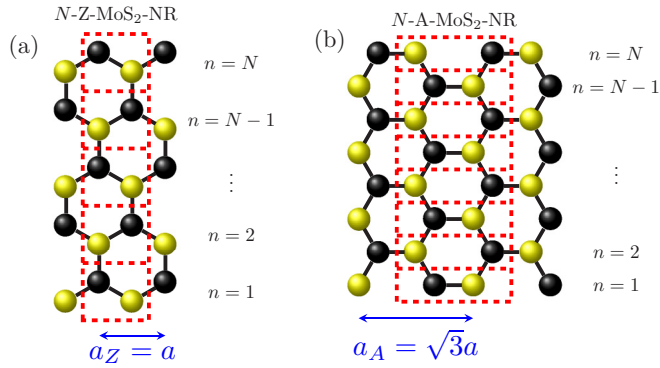 N-Z-MoS₂-NR
(a)
n = N
n = N − 1
⋮
n = 2
n = 1
a_Z = a
N-A-MoS₂-NR
(b)
n = N
n = N − 1
⋮
n = 2
n = 1
a_A = √3a